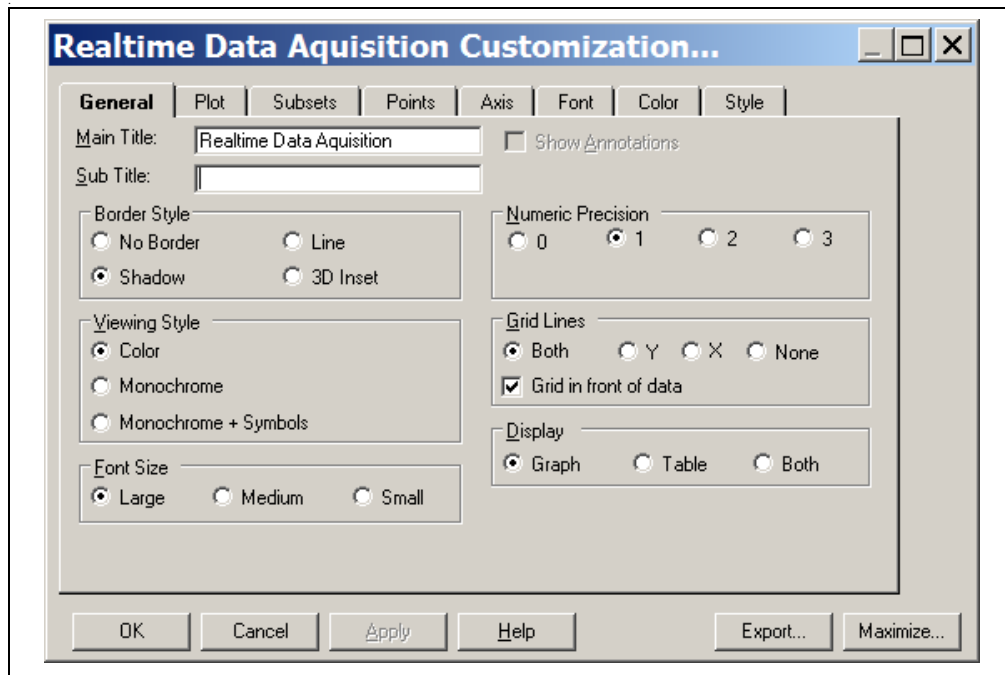 Realtime Data Aquisition Customization...
General Plot Subsets Points Axis Font Color Style
Main Title: Realtime Data Aquisition Show Annotations
Sub Title:
Border Style
No Border Line
Shadow 3D Inset
Numeric Precision
0 1 2 3
Viewing Style
Color
Monochrome
Monochrome + Symbols
Grid Lines
Both Y X None
Grid in front of data
Font Size
Large Medium Small
Display
Graph Table Both
OK Cancel Apply Help Export... Maximize...